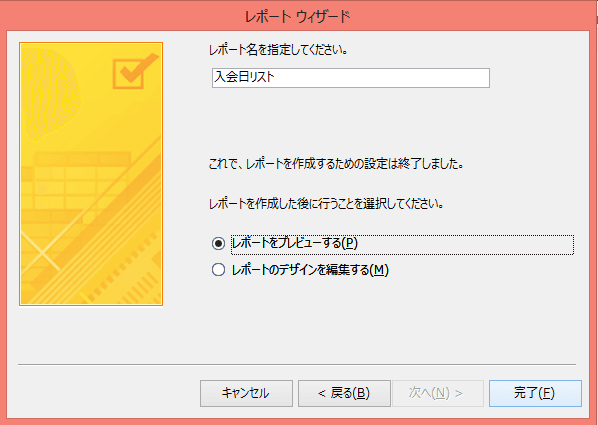 レポート ウィザード
レポート名を指定してください。
入会日リスト
これで、レポートを作成するための設定は終了しました。
レポートを作成した後に行うことを選択してください。
レポートをプレビューする(P)
レポートのデザインを編集する(M)
キャンセル
< 戻る(B)
次へ(N) >
完了(F)